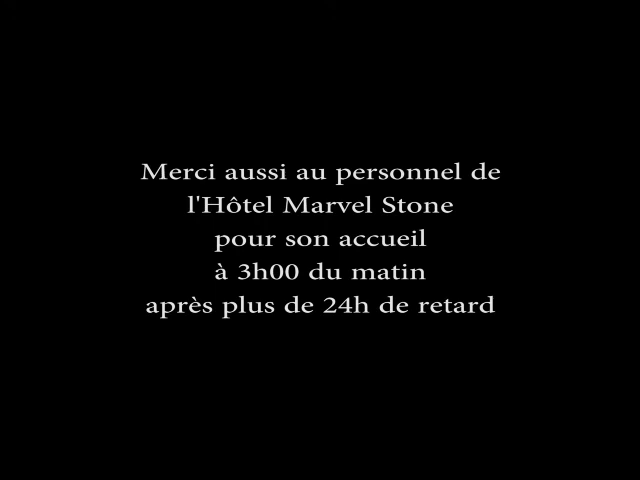 Merci aussi au personnel de
l'Hôtel Marvel Stone
pour son accueil
à 3h00 du matin
après plus de 24h de retard